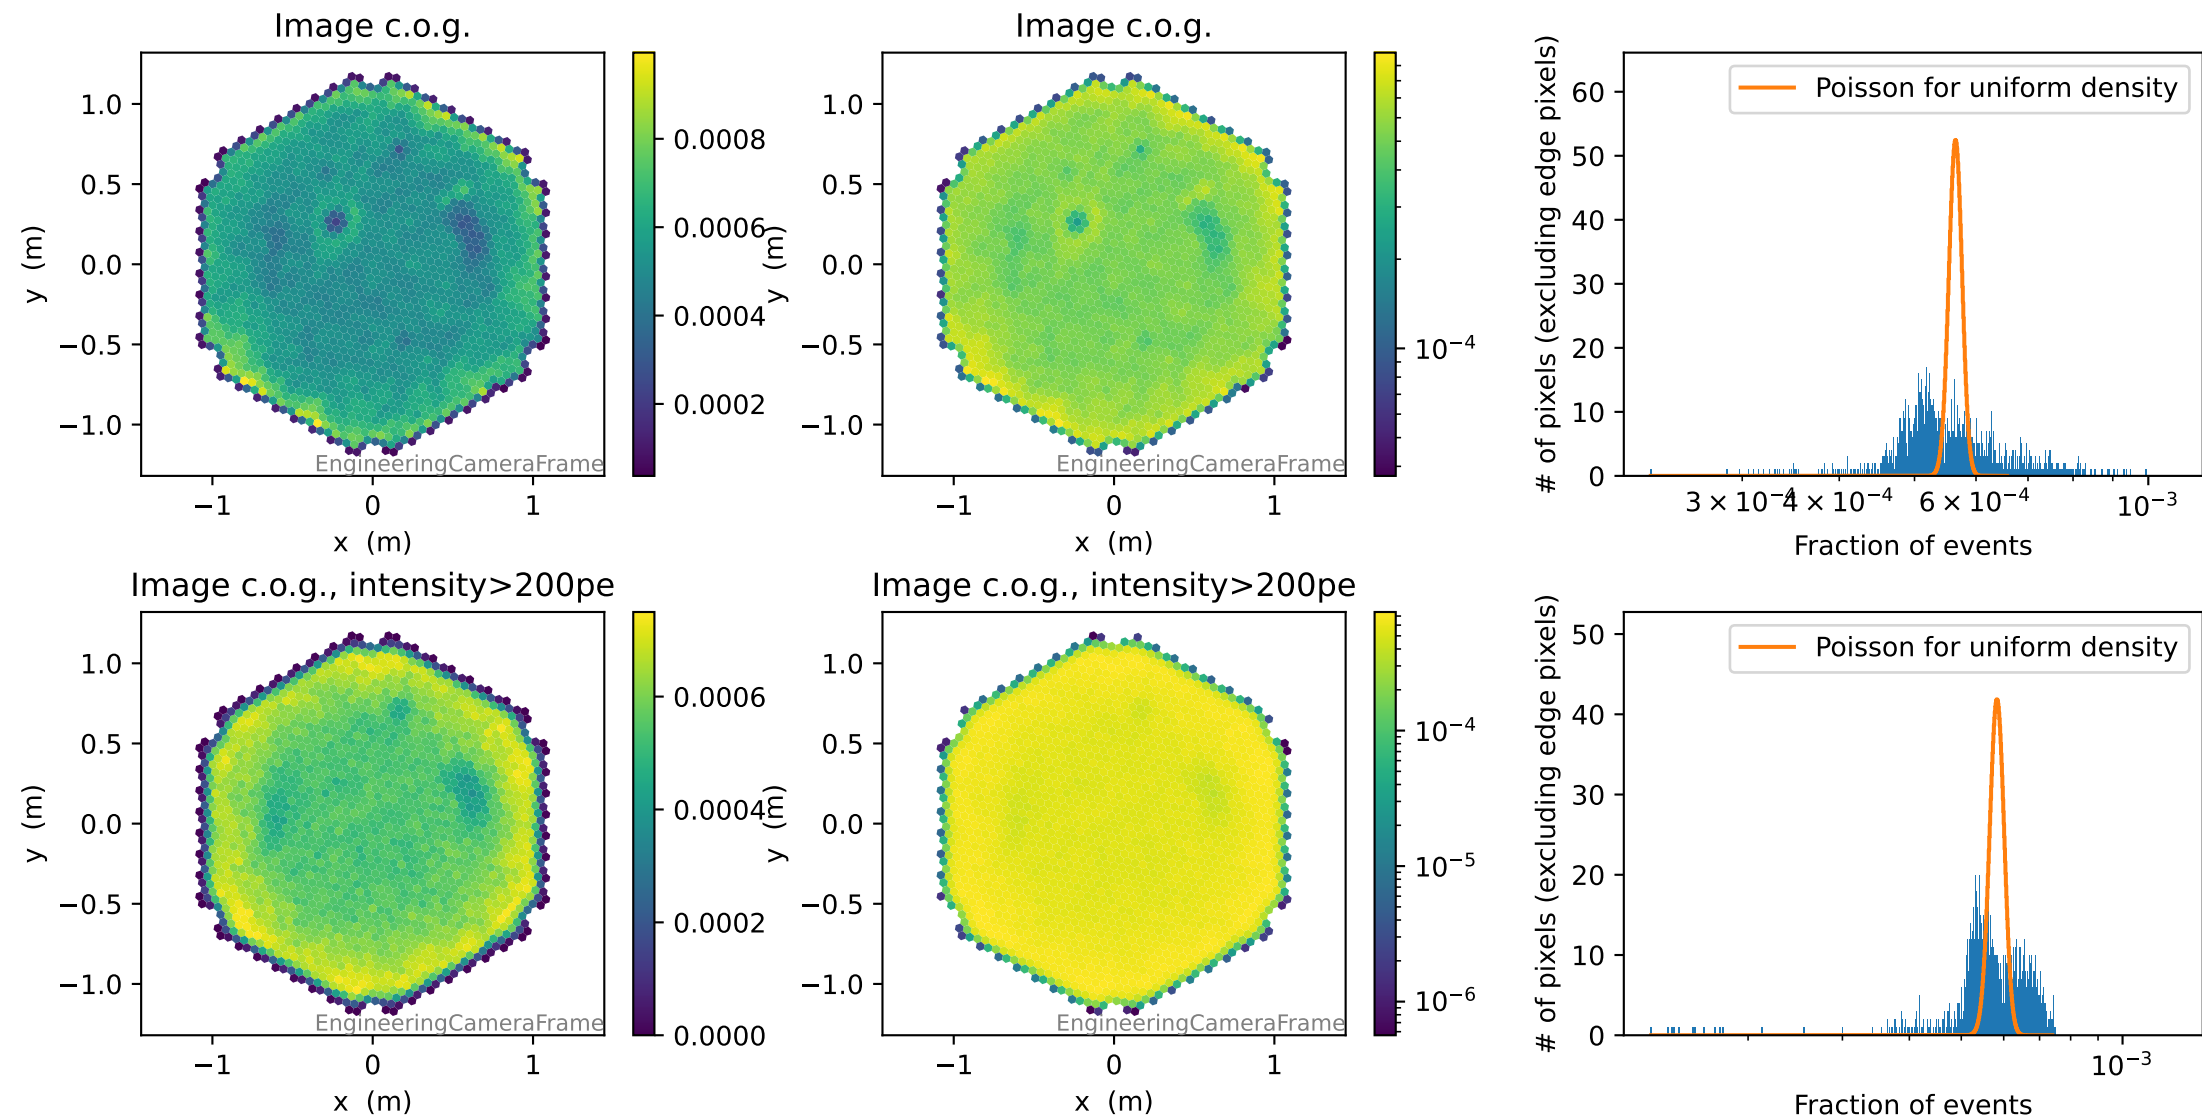 Image c.o.g.
y (m)
1.0
0.5
0.0
−0.5
−1.0
EngineeringCameraFrame
−1 0 1
x (m)
0.0008
0.0006
0.0004
0.0002
Image c.o.g.
y (m)
1.0
0.5
0.0
−0.5
−1.0
EngineeringCameraFrame
−1 0 1
x (m)
10⁻⁴
# of pixels (excluding edge pixels)
60
50
40
30
20
10
0
Poisson for uniform density
3 × 10⁻⁴ 4 × 10⁻⁴ 6 × 10⁻⁴ 10⁻³
Fraction of events
Image c.o.g., intensity>200pe
y (m)
1.0
0.5
0.0
−0.5
−1.0
EngineeringCameraFrame
−1 0 1
x (m)
0.0006
0.0004
0.0002
0.0000
Image c.o.g., intensity>200pe
y (m)
1.0
0.5
0.0
−0.5
−1.0
EngineeringCameraFrame
−1 0 1
x (m)
10⁻⁴
10⁻⁵
10⁻⁶
# of pixels (excluding edge pixels)
50
40
30
20
10
0
Poisson for uniform density
10⁻³
Fraction of events